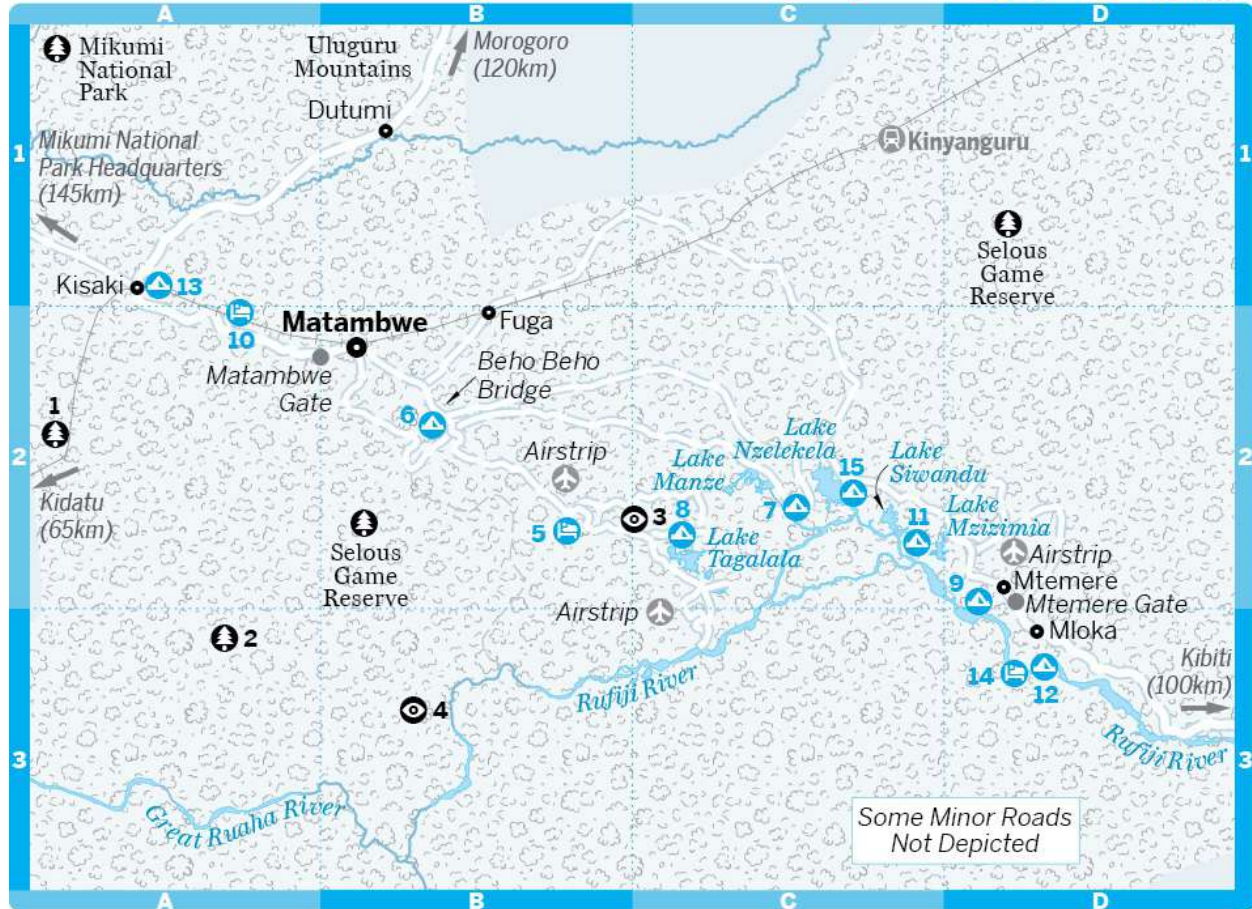 A
B
C
D
Mikumi
National
Park
Uluguru
Mountains
Morogoro
(120km)
Dutumi
1
Mikumi National
Park Headquarters
(145km)
Kinyanguru
1
Selous
Game
Reserve
Kisaki
13
10
Matambwe
Fuga
Matambwe
Gate
Beho Beho
Bridge
6
1
2
Kidatu
(65km)
Airstrip
Lake
Manze
Lake
Nzelekela
15
Lake
Siwandu
2
Selous
Game
Reserve
5
3
8
Lake
Tagalala
7
11
Lake
Mzizimia
Airstrip
Mtemere
9
Mtemere Gate
Airstrip
Mloka
2
4
Rufiji River
14
12
Kibiti
(100km)
Rufiji River
3
Great Ruaha River
3
Some Minor Roads
Not Depicted
A
B
C
D